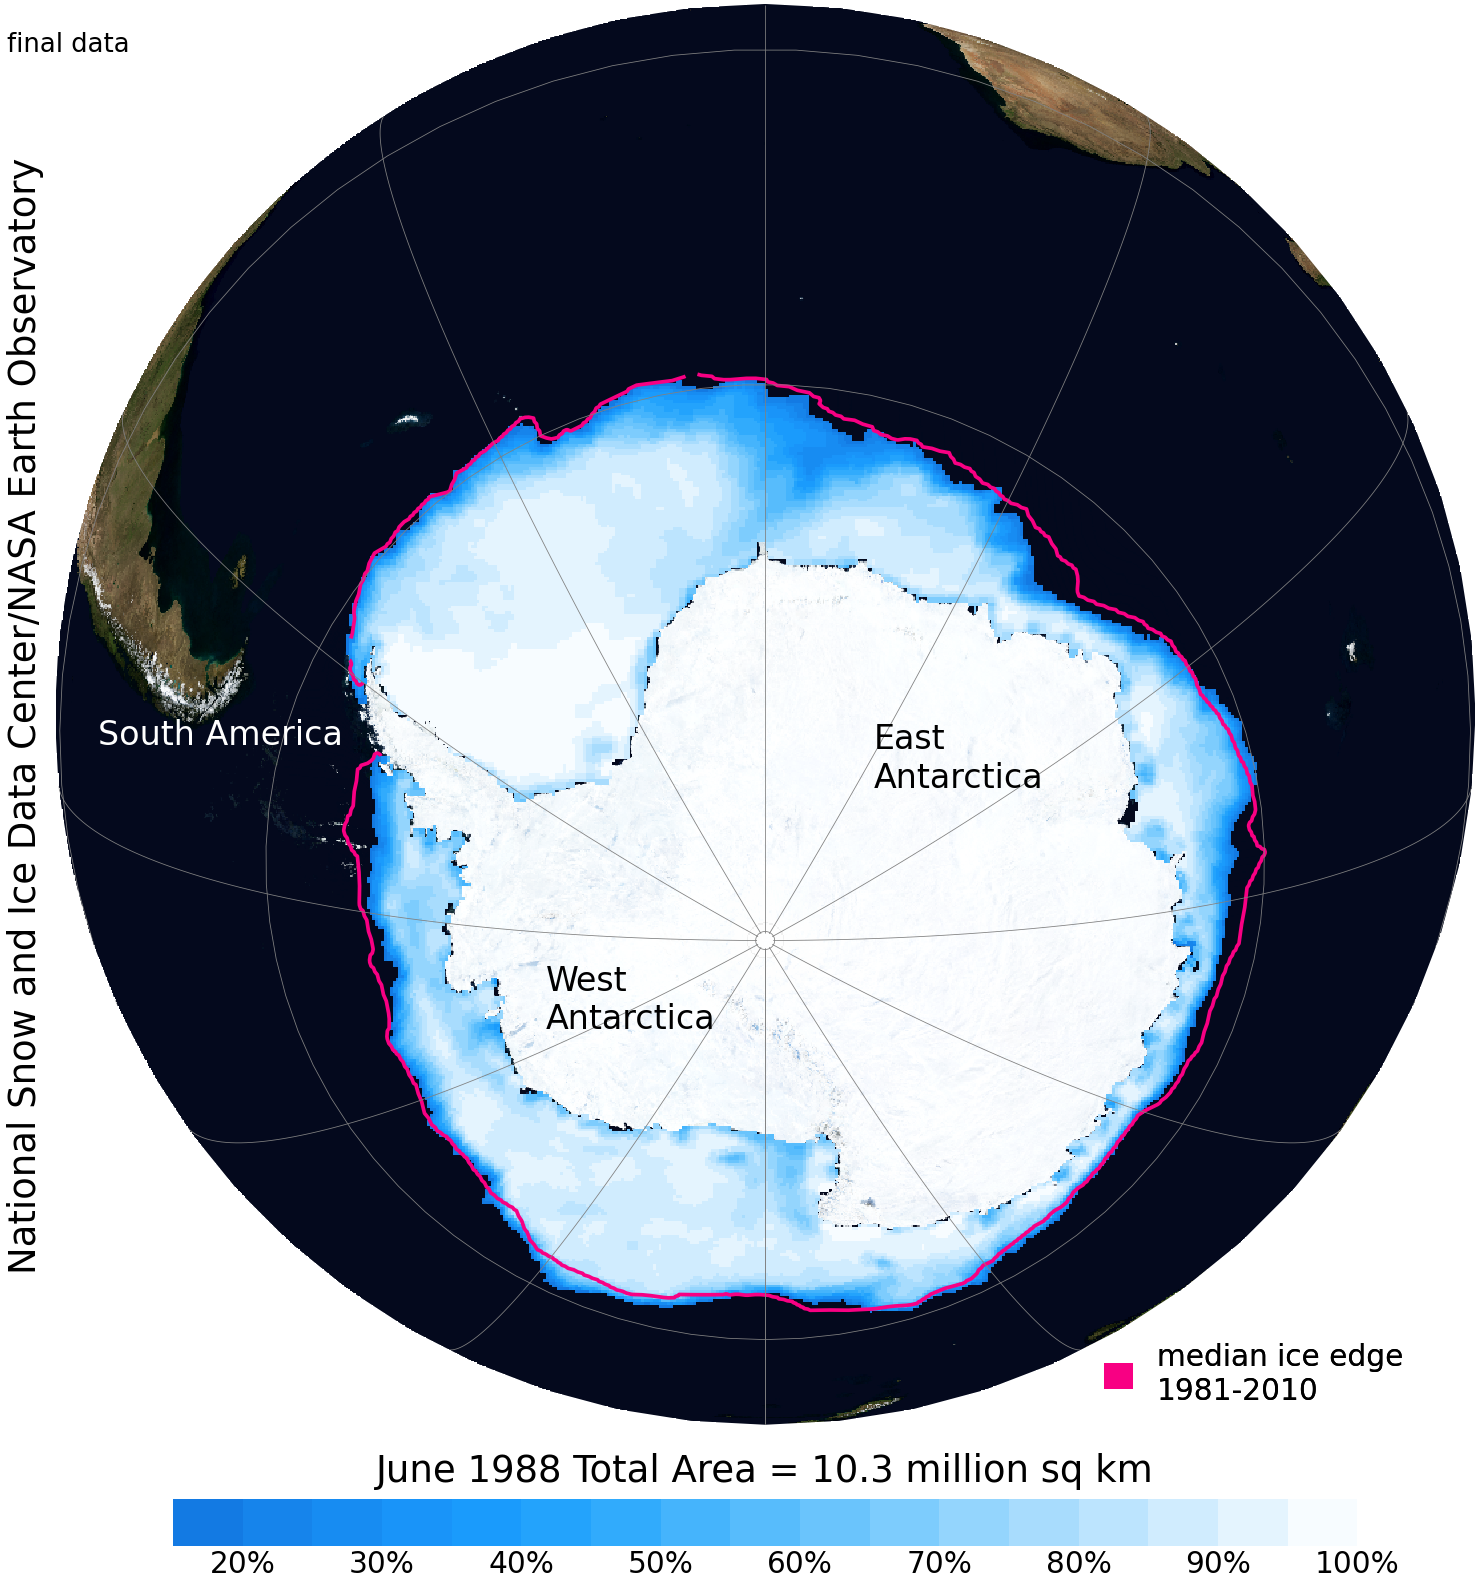 final data
National Snow and Ice Data Center/NASA Earth Observatory
South America
East
Antarctica
West
Antarctica
median ice edge
1981-2010
June 1988 Total Area = 10.3 million sq km
20% 30% 40% 50% 60% 70% 80% 90% 100%